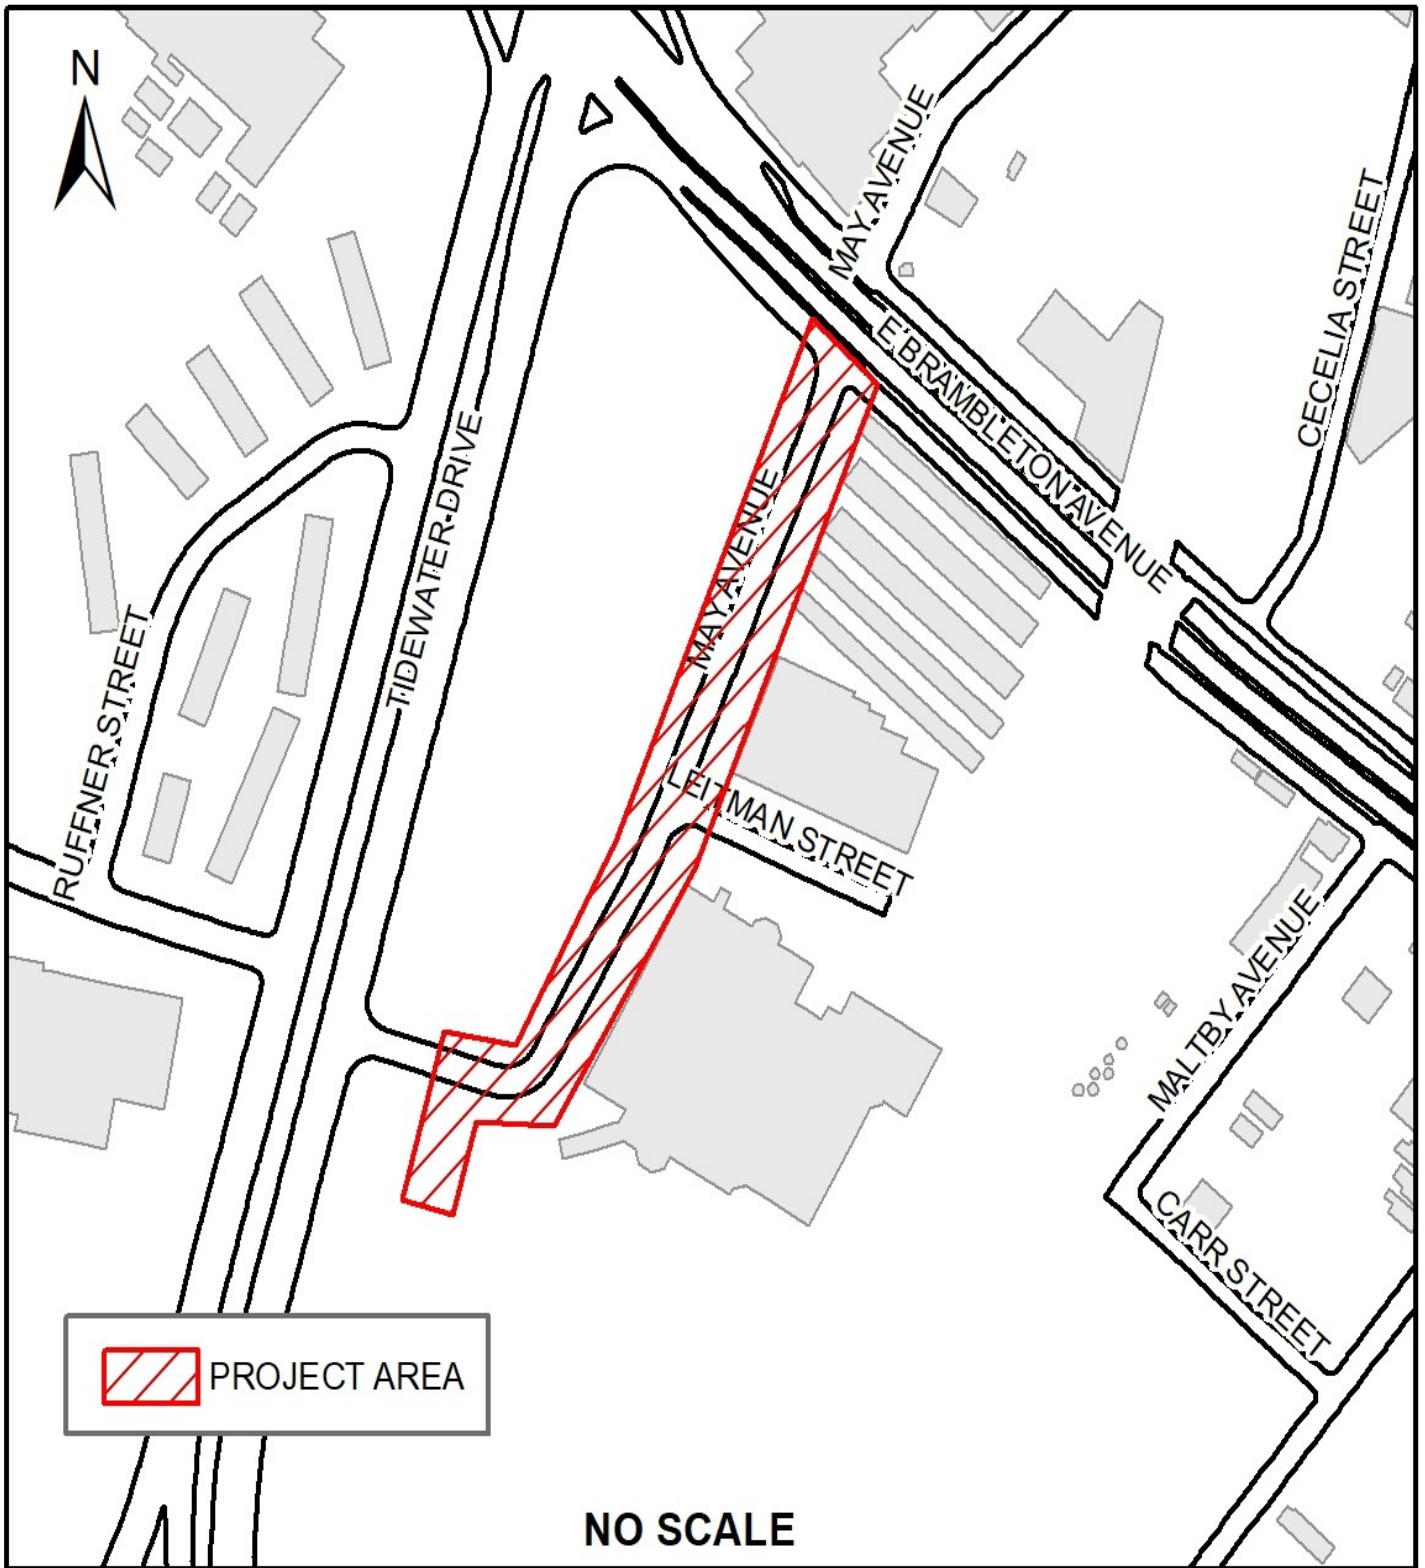 N
MAY AVENUE
CECELIA STREET
E BRAMBLETON AVENUE
TIDEWATER DRIVE
MAY AVENUE
RUFFNER STREET
LEITMAN STREET
MALTBY AVENUE
CARR STREET
PROJECT AREA
NO SCALE